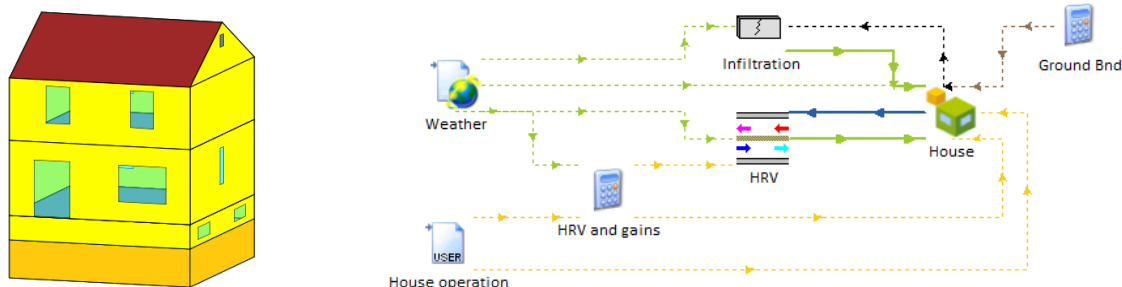 Infiltration
Ground Bnd
Weather
House
HRV
HRV and gains
USER
House operation